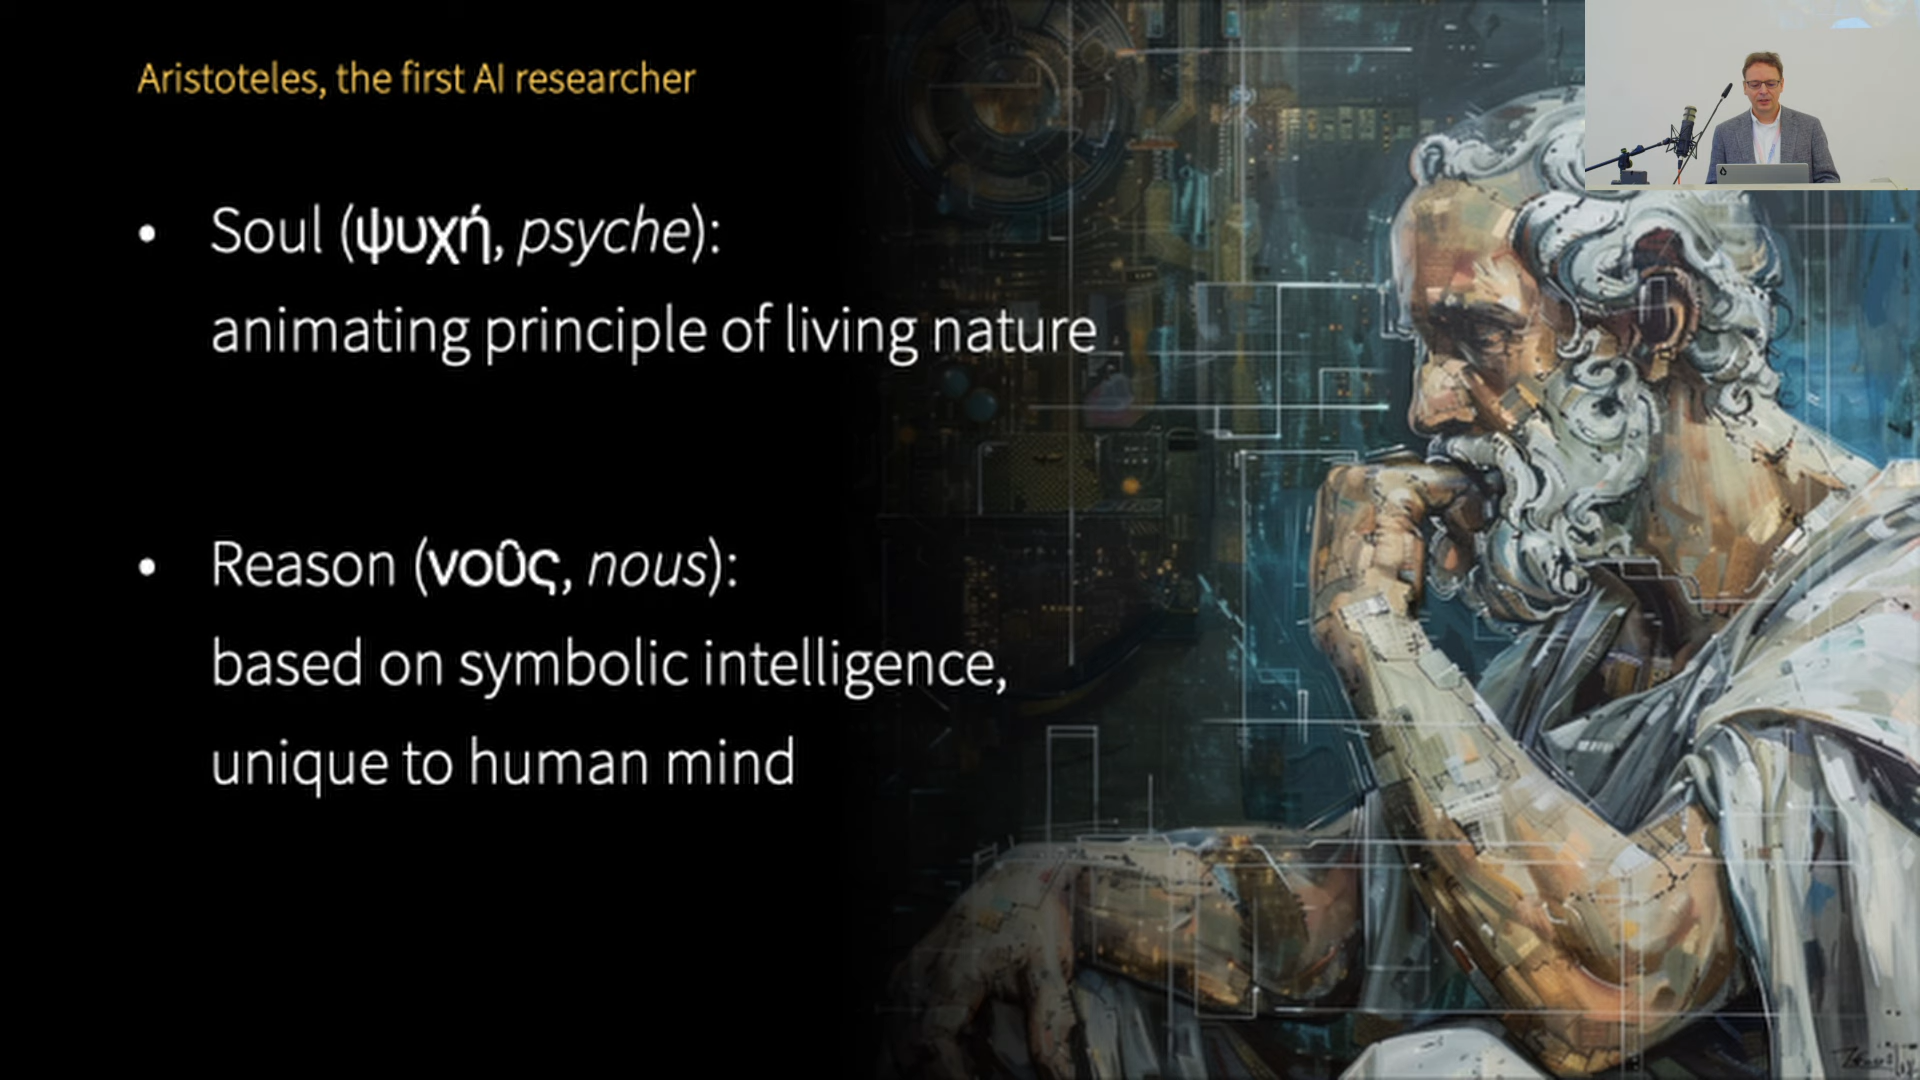 Aristoteles, the first AI researcher
• Soul (ψυχή, psyche):
animating principle of living nature
• Reason (νοῦς, nous):
based on symbolic intelligence,
unique to human mind